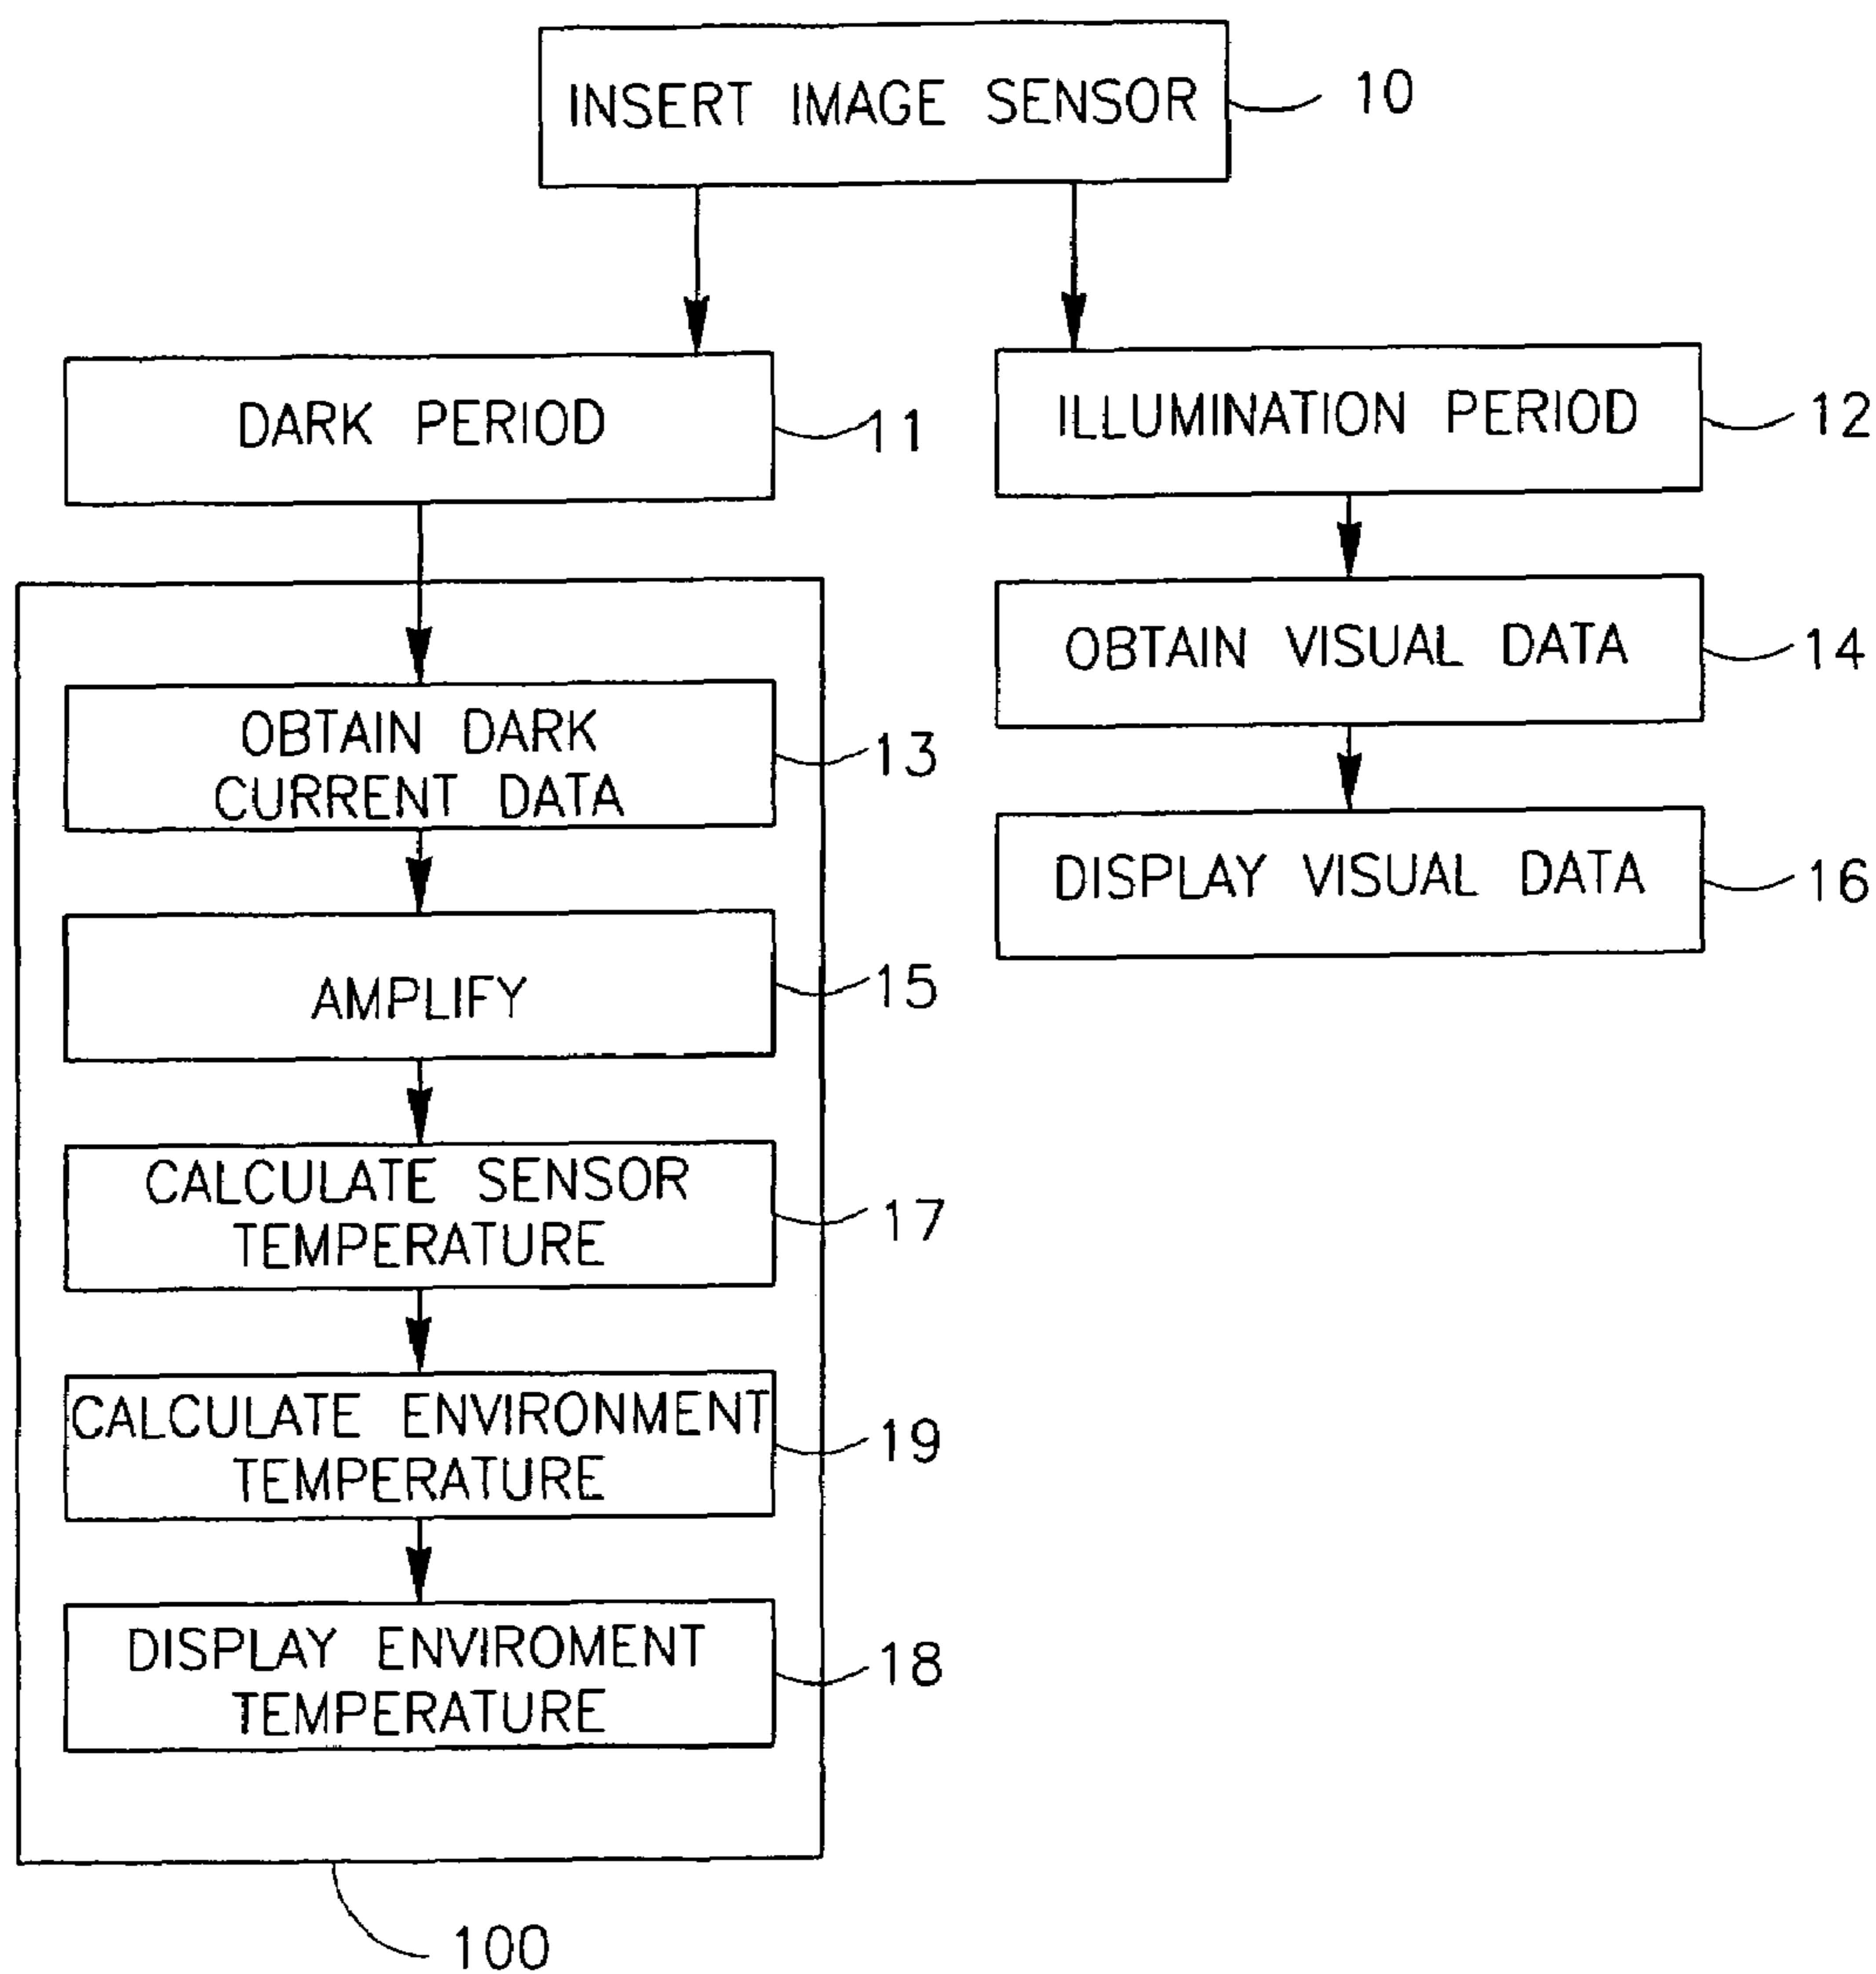 INSERT IMAGE SENSOR
10
DARK PERIOD
11
ILLUMINATION PERIOD
12
OBTAIN DARK
CURRENT DATA
13
OBTAIN VISUAL DATA
14
AMPLIFY
15
DISPLAY VISUAL DATA
16
CALCULATE SENSOR
TEMPERATURE
17
CALCULATE ENVIRONMENT
TEMPERATURE
19
DISPLAY ENVIROMENT
TEMPERATURE
18
100